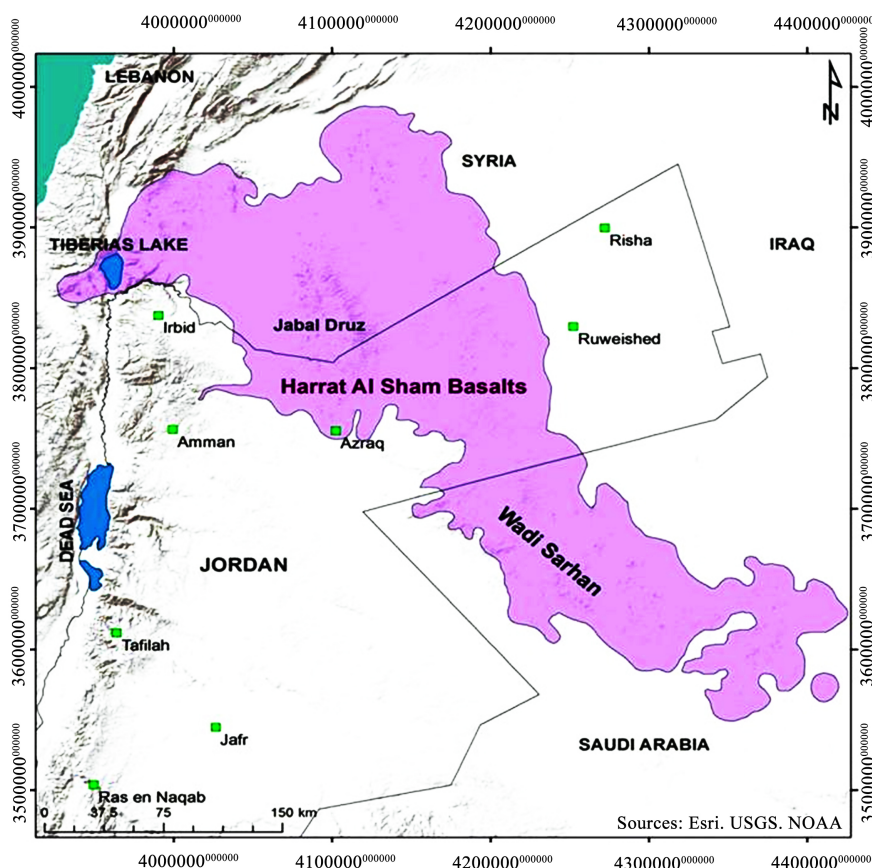 4000000⁰⁰⁰⁰⁰⁰ 4100000⁰⁰⁰⁰⁰⁰ 4200000⁰⁰⁰⁰⁰⁰ 4300000⁰⁰⁰⁰⁰⁰ 4400000⁰⁰⁰⁰⁰⁰
4000000⁰⁰⁰⁰⁰⁰
3900000⁰⁰⁰⁰⁰⁰
3800000⁰⁰⁰⁰⁰⁰
3700000⁰⁰⁰⁰⁰⁰
3600000⁰⁰⁰⁰⁰⁰
3500000⁰⁰⁰⁰⁰⁰
LEBANON
N
SYRIA
Risha
IRAQ
TIBERIAS LAKE
Irbid
Jabal Druz
Ruweished
Harrat Al Sham Basalts
Amman
Azraq
DEAD SEA
Wadi Sarhan
JORDAN
Tafilah
Jafr
SAUDI ARABIA
Ras en Naqab
0 37.5 75 150 km
Sources: Esri. USGS. NOAA
4000000⁰⁰⁰⁰⁰⁰
3900000⁰⁰⁰⁰⁰⁰
3800000⁰⁰⁰⁰⁰⁰
3700000⁰⁰⁰⁰⁰⁰
3600000⁰⁰⁰⁰⁰⁰
3500000⁰⁰⁰⁰⁰⁰
4000000⁰⁰⁰⁰⁰⁰ 4100000⁰⁰⁰⁰⁰⁰ 4200000⁰⁰⁰⁰⁰⁰ 4300000⁰⁰⁰⁰⁰⁰ 4400000⁰⁰⁰⁰⁰⁰